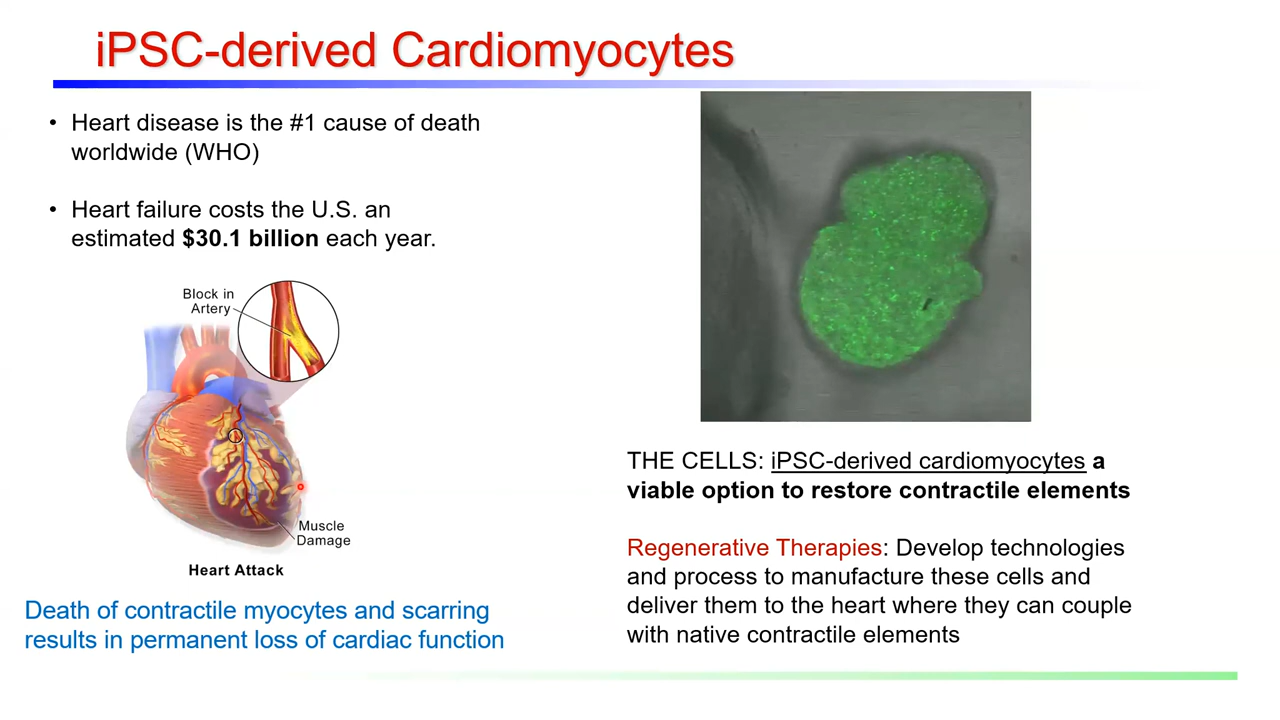 iPSC-derived Cardiomyocytes
• Heart disease is the #1 cause of death
worldwide (WHO)
• Heart failure costs the U.S. an
estimated $30.1 billion each year.
Block in
Artery
Muscle
Damage
Heart Attack
Death of contractile myocytes and scarring
results in permanent loss of cardiac function
THE CELLS: iPSC-derived cardiomyocytes a
viable option to restore contractile elements
Regenerative Therapies: Develop technologies
and process to manufacture these cells and
deliver them to the heart where they can couple
with native contractile elements